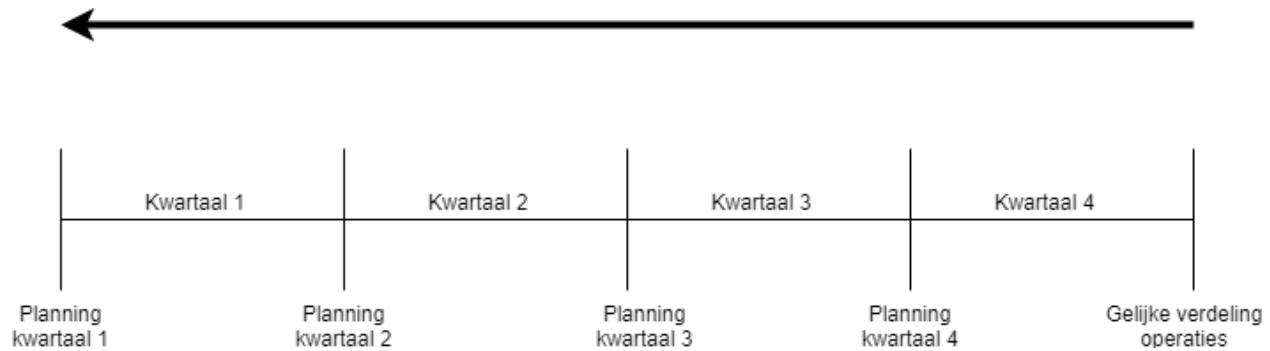 Kwartaal 1
Kwartaal 2
Kwartaal 3
Kwartaal 4
Planning
kwartaal 1
Planning
kwartaal 2
Planning
kwartaal 3
Planning
kwartaal 4
Gelijke verdeling
operaties